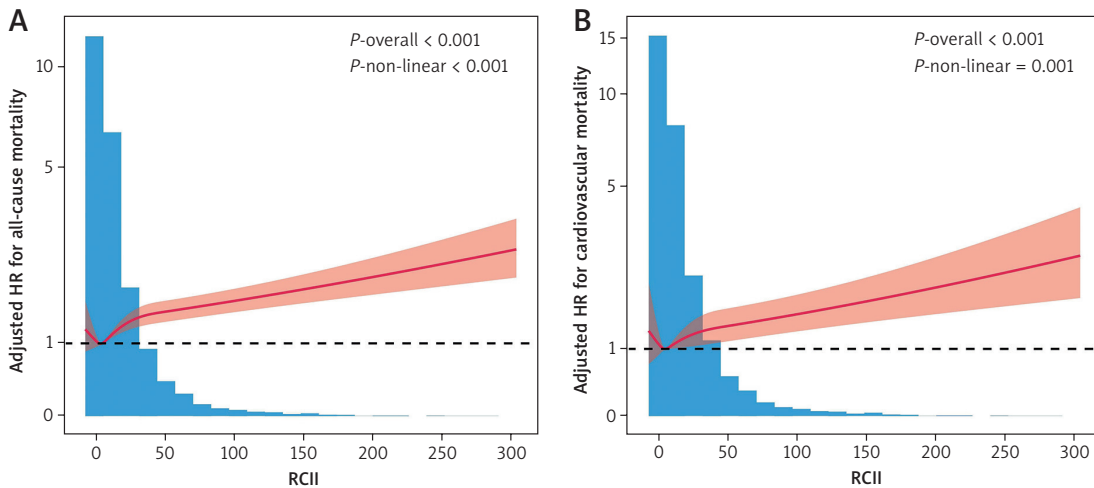 A
P-overall < 0.001
P-non-linear < 0.001
Adjusted HR for all-cause mortality
10
5
1
0
0 50 100 150 200 250 300
RCII
B
P-overall < 0.001
P-non-linear = 0.001
Adjusted HR for cardiovascular mortality
15
10
5
1
0
0 50 100 150 200 250 300
RCII